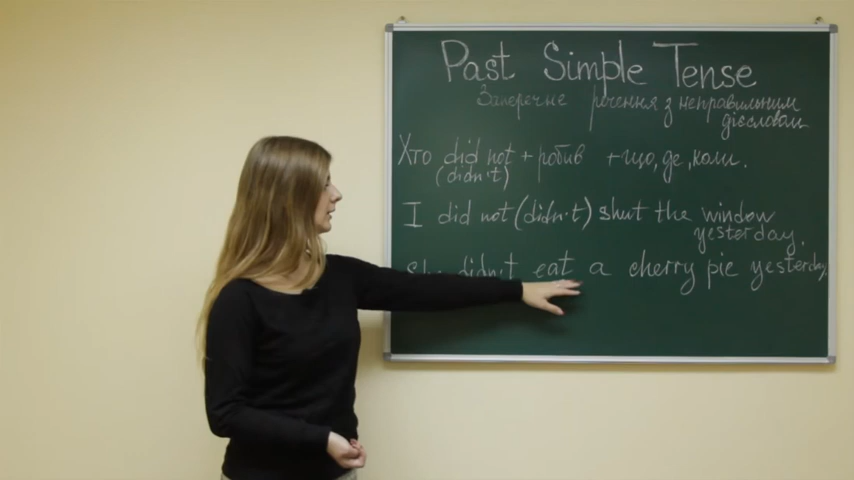 Past Simple Tense
Заперечне речення з неправильним
дієсловом
Хто did not + робив + що, де, коли.
(didn't)
I did not (didn't) shut the window
yesterday.
She didn't eat a cherry pie yesterday.